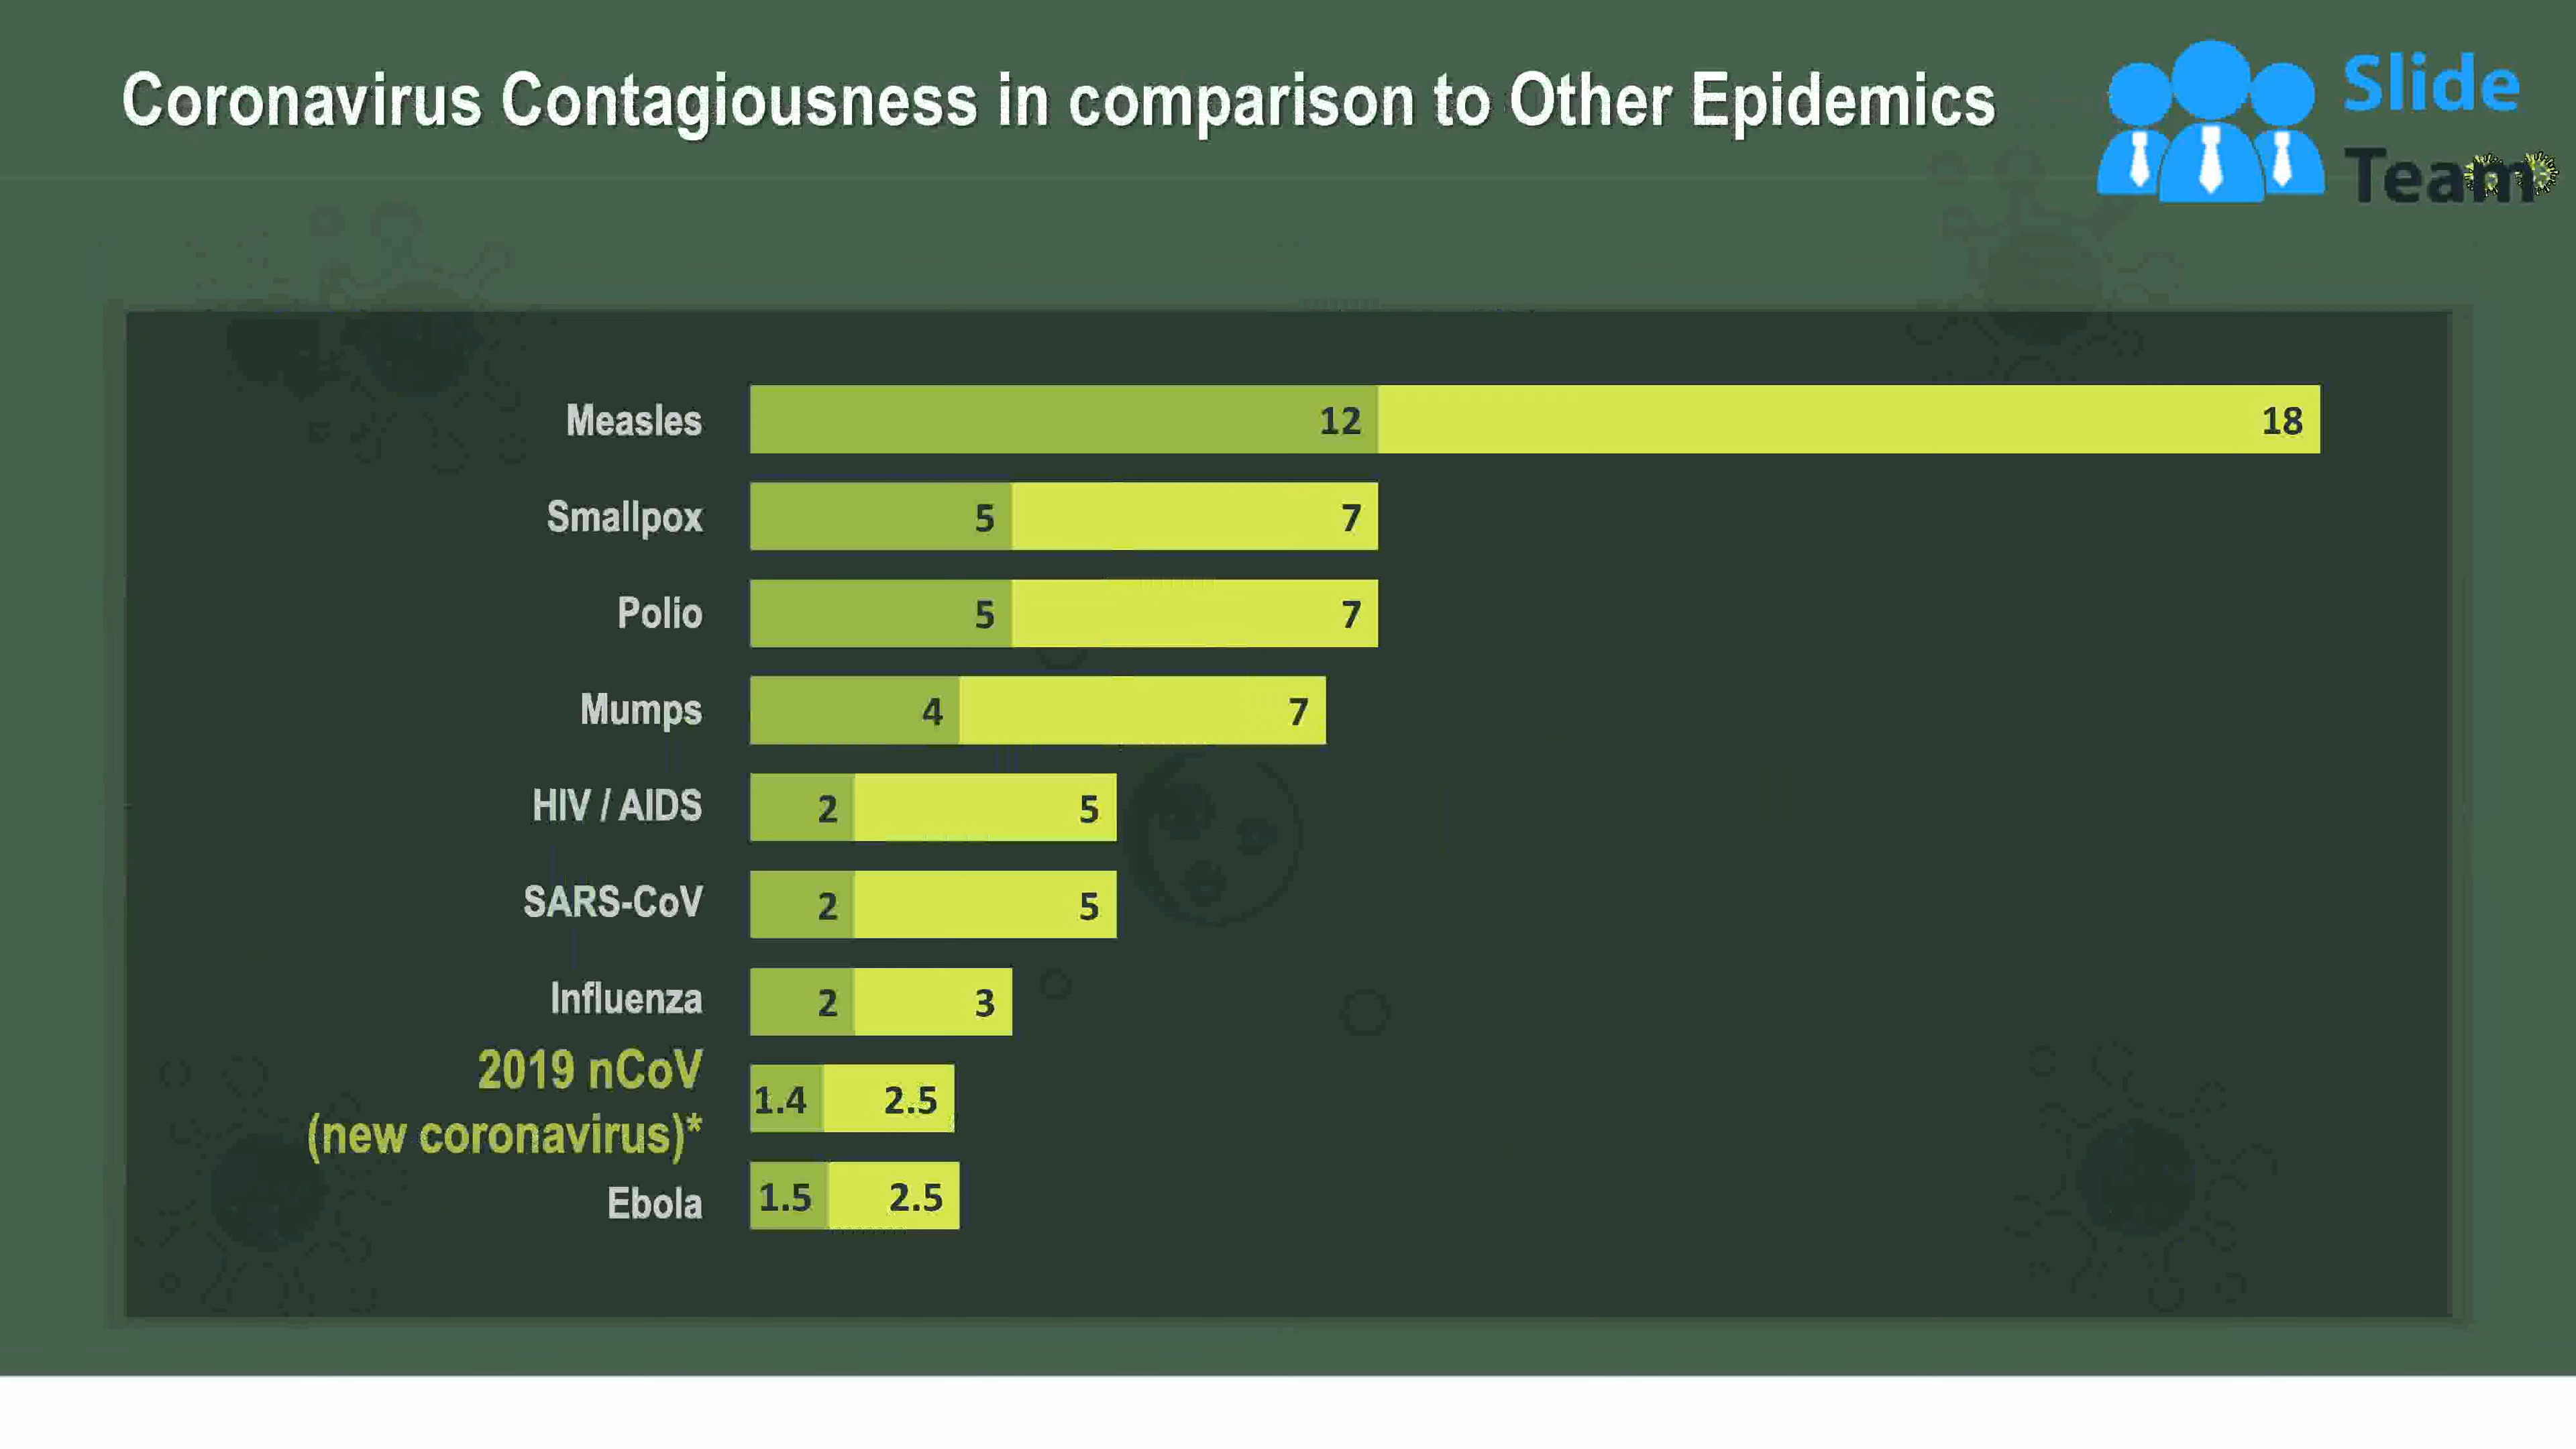 Coronavirus Contagiousness in comparison to Other Epidemics
Slide
Team
Measles 12 18
Smallpox 5 7
Polio 5 7
Mumps 4 7
HIV / AIDS 2 5
SARS-CoV 2 5
Influenza 2 3
2019 nCoV
(new coronavirus)* 1.4 2.5
Ebola 1.5 2.5